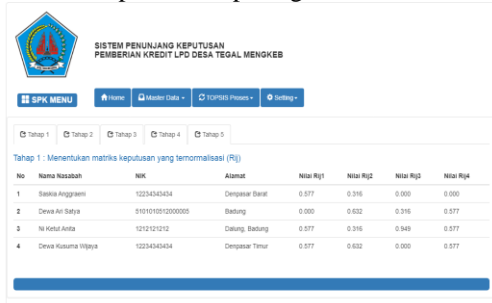 SISTEM PENUNJANG KEPUTUSAN
PEMBERIAN KREDIT LPD DESA TEGAL MENGKEB
SPK MENU
Home Master Data TOPSIS Proses Setting
Tahap 1 Tahap 2 Tahap 3 Tahap 4 Tahap 5
Tahap 1 : Menentukan matriks keputusan yang ternormalisasi (Rij)
No Nama Nasabah NIK Alamat Nilai Rij1 Nilai Rij2 Nilai Rij3 Nilai Rij4
1 Saskia Anggraeni 12234343434 Denpasar Barat 0.577 0.316 0.000 0.000
2 Dewa Ari Satya 5101010512000005 Badung 0.000 0.632 0.316 0.577
3 Ni Ketut Anita 1212121212 Dalung, Badung 0.577 0.316 0.949 0.577
4 Dewa Kusuma Wijaya 12234343434 Denpasar Timur 0.577 0.632 0.000 0.577